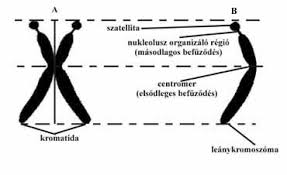 A
B
szatellita
nukleolusz organizáló régió
(másodlagos befűződés)
centromer
(elsődleges befűződés)
kromatida
leánykromoszóma